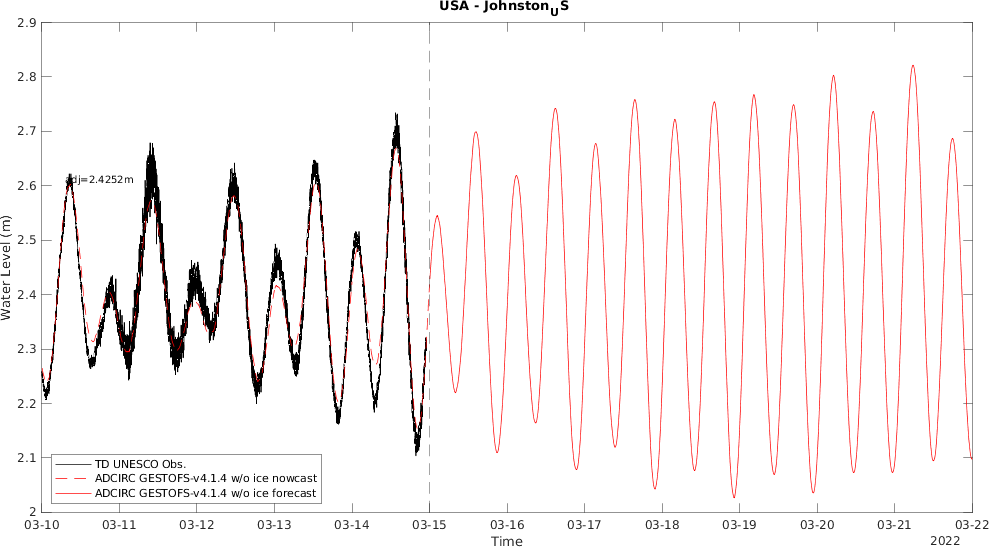 USA - Johnston_US
2.9
2.8
2.7
2.6
2.5
2.4
2.3
2.2
2.1
2
Water Level (m)
adj=2.4252m
TD UNESCO Obs.
ADCIRC GESTOFS-v4.1.4 w/o ice nowcast
ADCIRC GESTOFS-v4.1.4 w/o ice forecast
03-10 03-11 03-12 03-13 03-14 03-15 03-16 03-17 03-18 03-19 03-20 03-21 03-22
Time
2022